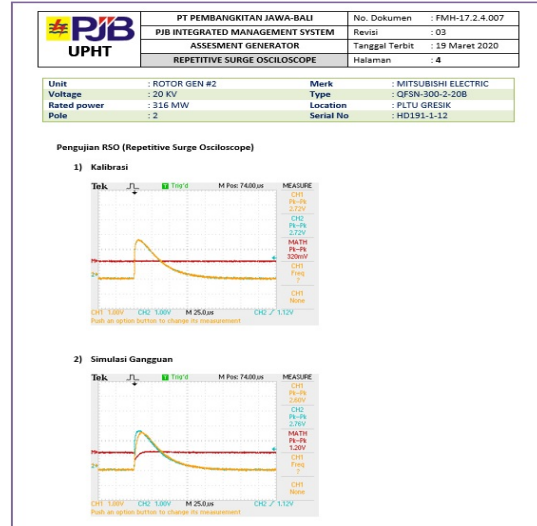 PJB
UPHT
PT PEMBANGKITAN JAWA-BALI
No. Dokumen : FMH-17.2.4.007
PJB INTEGRATED MANAGEMENT SYSTEM
Revisi : 03
ASSESMENT GENERATOR
Tanggal Terbit : 19 Maret 2020
REPETITIVE SURGE OSCILOSCOPE
Halaman : 4
Unit : ROTOR GEN #2 Merk : MITSUBISHI ELECTRIC
Voltage : 20 KV Type : QFSN-300-2-20B
Rated power : 316 MW Location : PLTU GRESIK
Pole : 2 Serial No : HD191-1-12
Pengujian RSO (Repetitive Surge Osciloscope)
1) Kalibrasi
Tek Trig'd M Pos: 74.00us MEASURE
CH1
Pk-Pk
2.72V
CH2
Pk-Pk
2.72V
MATH
Pk-Pk
320mV
CH1
Freq
?
CH1
None
2+
CH1 1.00V CH2 1.00V M 25.0us CH2 / 1.12V
Push an option button to change its measurement
2) Simulasi Gangguan
Tek Trig'd M Pos: 74.00us MEASURE
CH1
Pk-Pk
2.60V
CH2
Pk-Pk
2.76V
MATH
Pk-Pk
1.20V
CH1
Freq
?
CH1
None
2+
CH1 1.00V CH2 1.00V M 25.0us CH2 / 1.12V
Push an option button to change its measurement